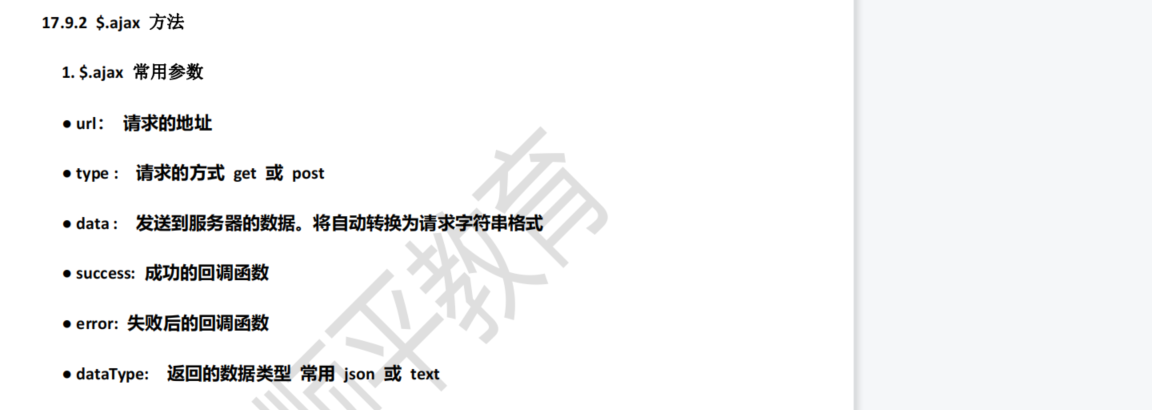 17.9.2 $.ajax 方法
1. $.ajax 常用参数
● url： 请求的地址
● type： 请求的方式 get 或 post
● data： 发送到服务器的数据。将自动转换为请求字符串格式
● success: 成功的回调函数
● error: 失败后的回调函数
● dataType: 返回的数据类型 常用 json 或 text
师平教育